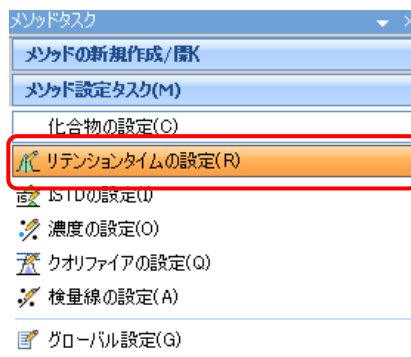 メソッドタスク
メソッドの新規作成/開く
メソッド設定タスク(M)
化合物の設定(C)
リテンションタイムの設定(R)
ISTDの設定(I)
濃度の設定(O)
クオリファイアの設定(Q)
検量線の設定(A)
グローバル設定(G)